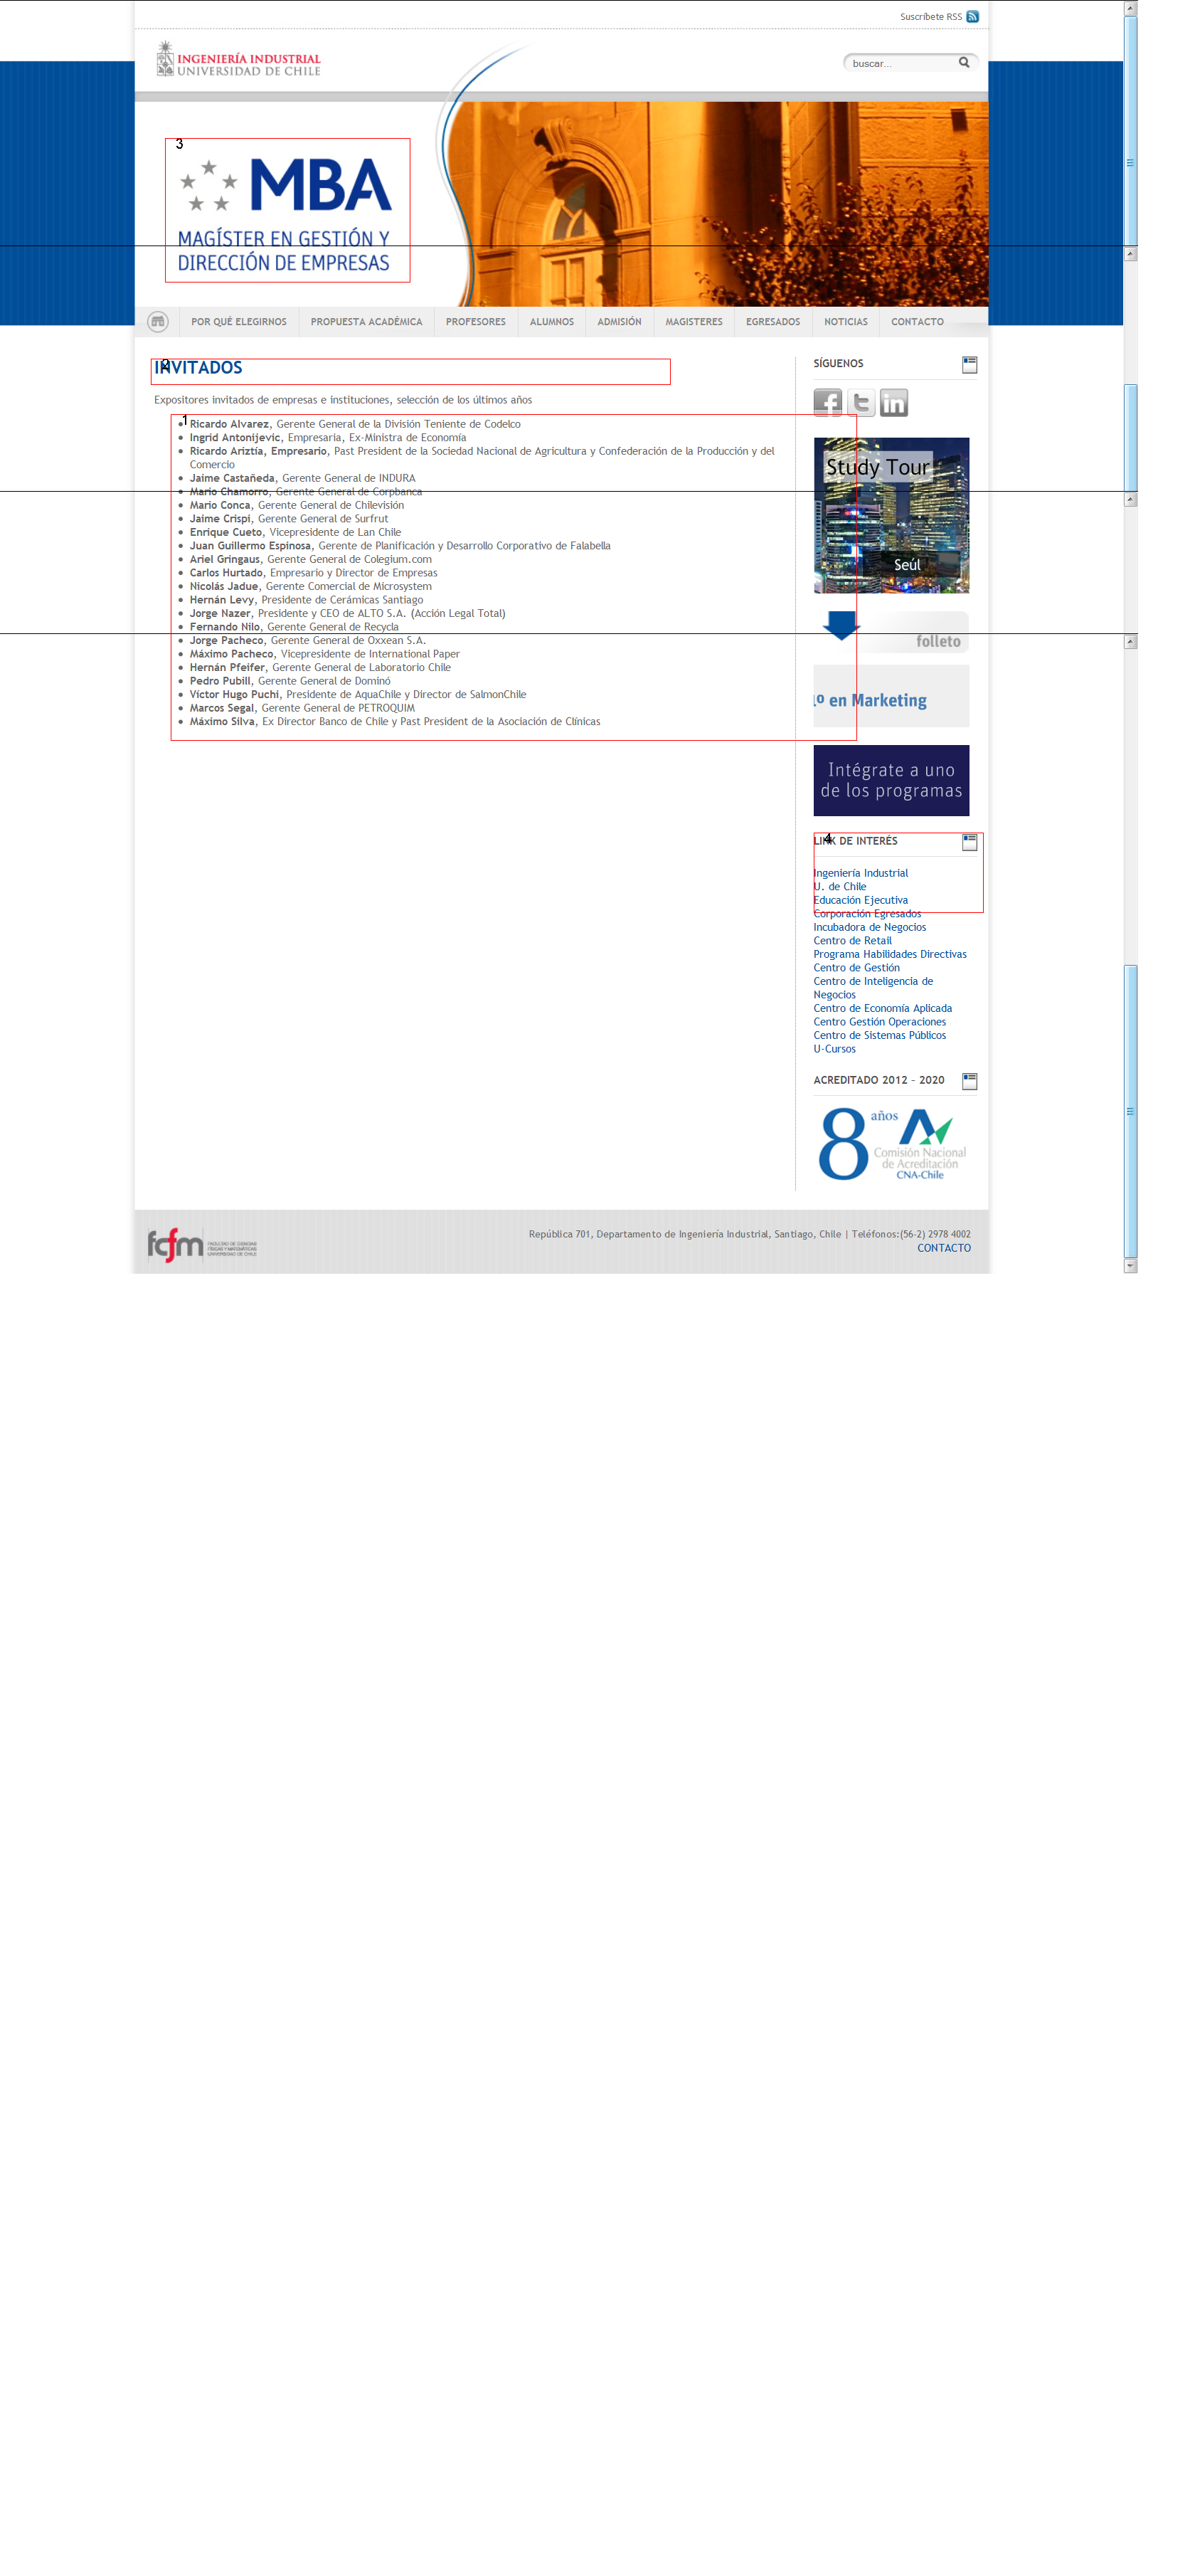 Suscríbete RSS
INGENIERÍA INDUSTRIAL
UNIVERSIDAD DE CHILE
buscar...
3
MBA
MAGÍSTER EN GESTIÓN Y
DIRECCIÓN DE EMPRESAS
POR QUÉ ELEGIRNOS PROPUESTA ACADÉMICA PROFESORES ALUMNOS ADMISIÓN MAGISTERES EGRESADOS NOTICIAS CONTACTO
2
INVITADOS
Expositores invitados de empresas e instituciones, selección de los últimos años
1
Ricardo Alvarez, Gerente General de la División Teniente de Codelco
Ingrid Antonijevic, Empresaria, Ex-Ministra de Economía
Ricardo Ariztía, Empresario, Past President de la Sociedad Nacional de Agricultura y Confederación de la Producción y del
Comercio
Jaime Castañeda, Gerente General de INDURA
Mario Chamorro, Gerente General de Corpbanca
Mario Conca, Gerente General de Chilevisión
Jaime Crispi, Gerente General de Surfrut
Enrique Cueto, Vicepresidente de Lan Chile
Juan Guillermo Espinosa, Gerente de Planificación y Desarrollo Corporativo de Falabella
Ariel Gringaus, Gerente General de Colegium.com
Carlos Hurtado, Empresario y Director de Empresas
Nicolás Jadue, Gerente Comercial de Microsystem
Hernán Levy, Presidente de Cerámicas Santiago
Jorge Nazer, Presidente y CEO de ALTO S.A. (Acción Legal Total)
Fernando Nilo, Gerente General de Recycla
Jorge Pacheco, Gerente General de Oxxean S.A.
Máximo Pacheco, Vicepresidente de International Paper
Hernán Pfeifer, Gerente General de Laboratorio Chile
Pedro Pubill, Gerente General de Dominó
Víctor Hugo Puchi, Presidente de AquaChile y Director de SalmonChile
Marcos Segal, Gerente General de PETROQUIM
Máximo Silva, Ex Director Banco de Chile y Past President de la Asociación de Clínicas
SÍGUENOS
Study Tour
Seúl
folleto
lo en Marketing
Intégrate a uno
de los programas
4
LINK DE INTERÉS
Ingeniería Industrial
U. de Chile
Educación Ejecutiva
Corporación Egresados
Incubadora de Negocios
Centro de Retail
Programa Habilidades Directivas
Centro de Gestión
Centro de Inteligencia de
Negocios
Centro de Economía Aplicada
Centro Gestión Operaciones
Centro de Sistemas Públicos
U-Cursos
ACREDITADO 2012 - 2020
8 años
Comisión Nacional
de Acreditación
CNA-Chile
fcfm
FACULTAD DE CIENCIAS
FÍSICAS Y MATEMÁTICAS
UNIVERSIDAD DE CHILE
República 701, Departamento de Ingeniería Industrial, Santiago, Chile | Teléfonos:(56-2) 2978 4002
CONTACTO